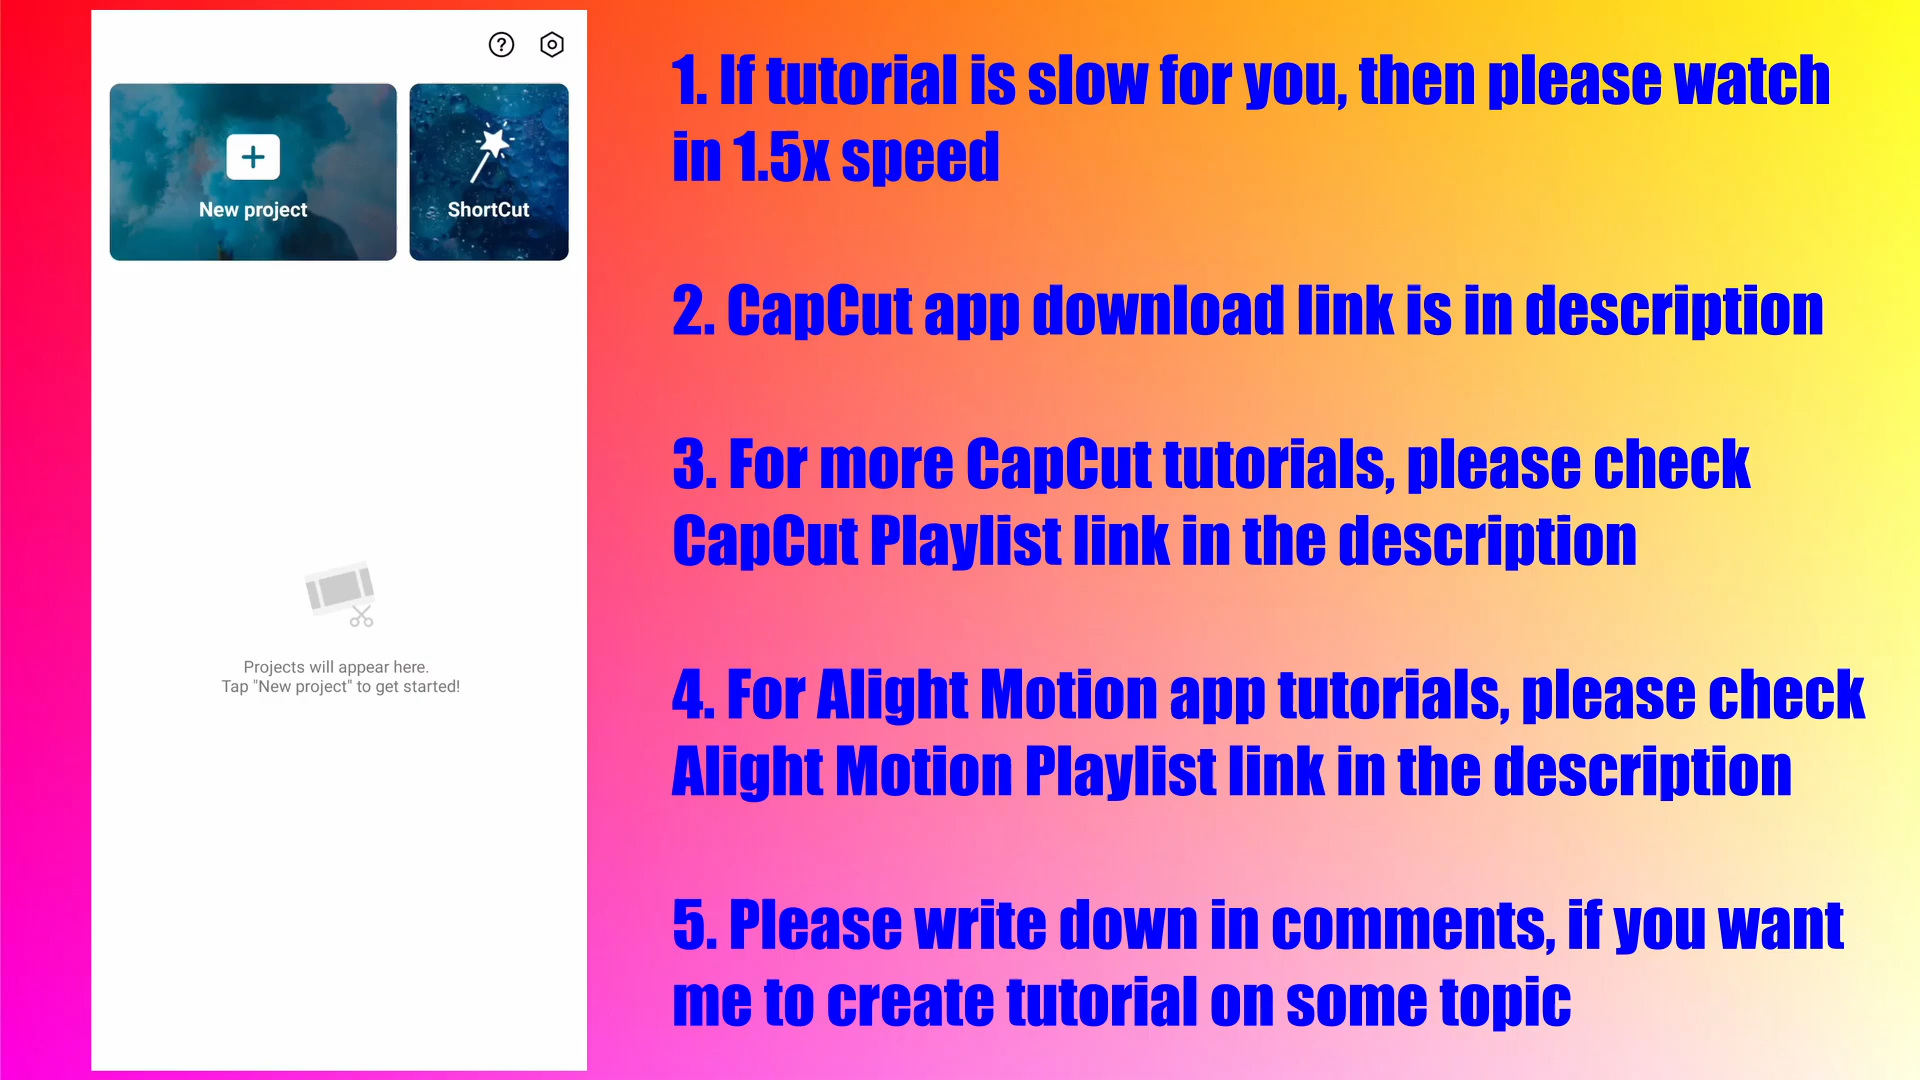 New project
ShortCut
Projects will appear here.
Tap "New project" to get started!
1. If tutorial is slow for you, then please watch
in 1.5x speed
2. CapCut app download link is in description
3. For more CapCut tutorials, please check
CapCut Playlist link in the description
4. For Alight Motion app tutorials, please check
Alight Motion Playlist link in the description
5. Please write down in comments, if you want
me to create tutorial on some topic